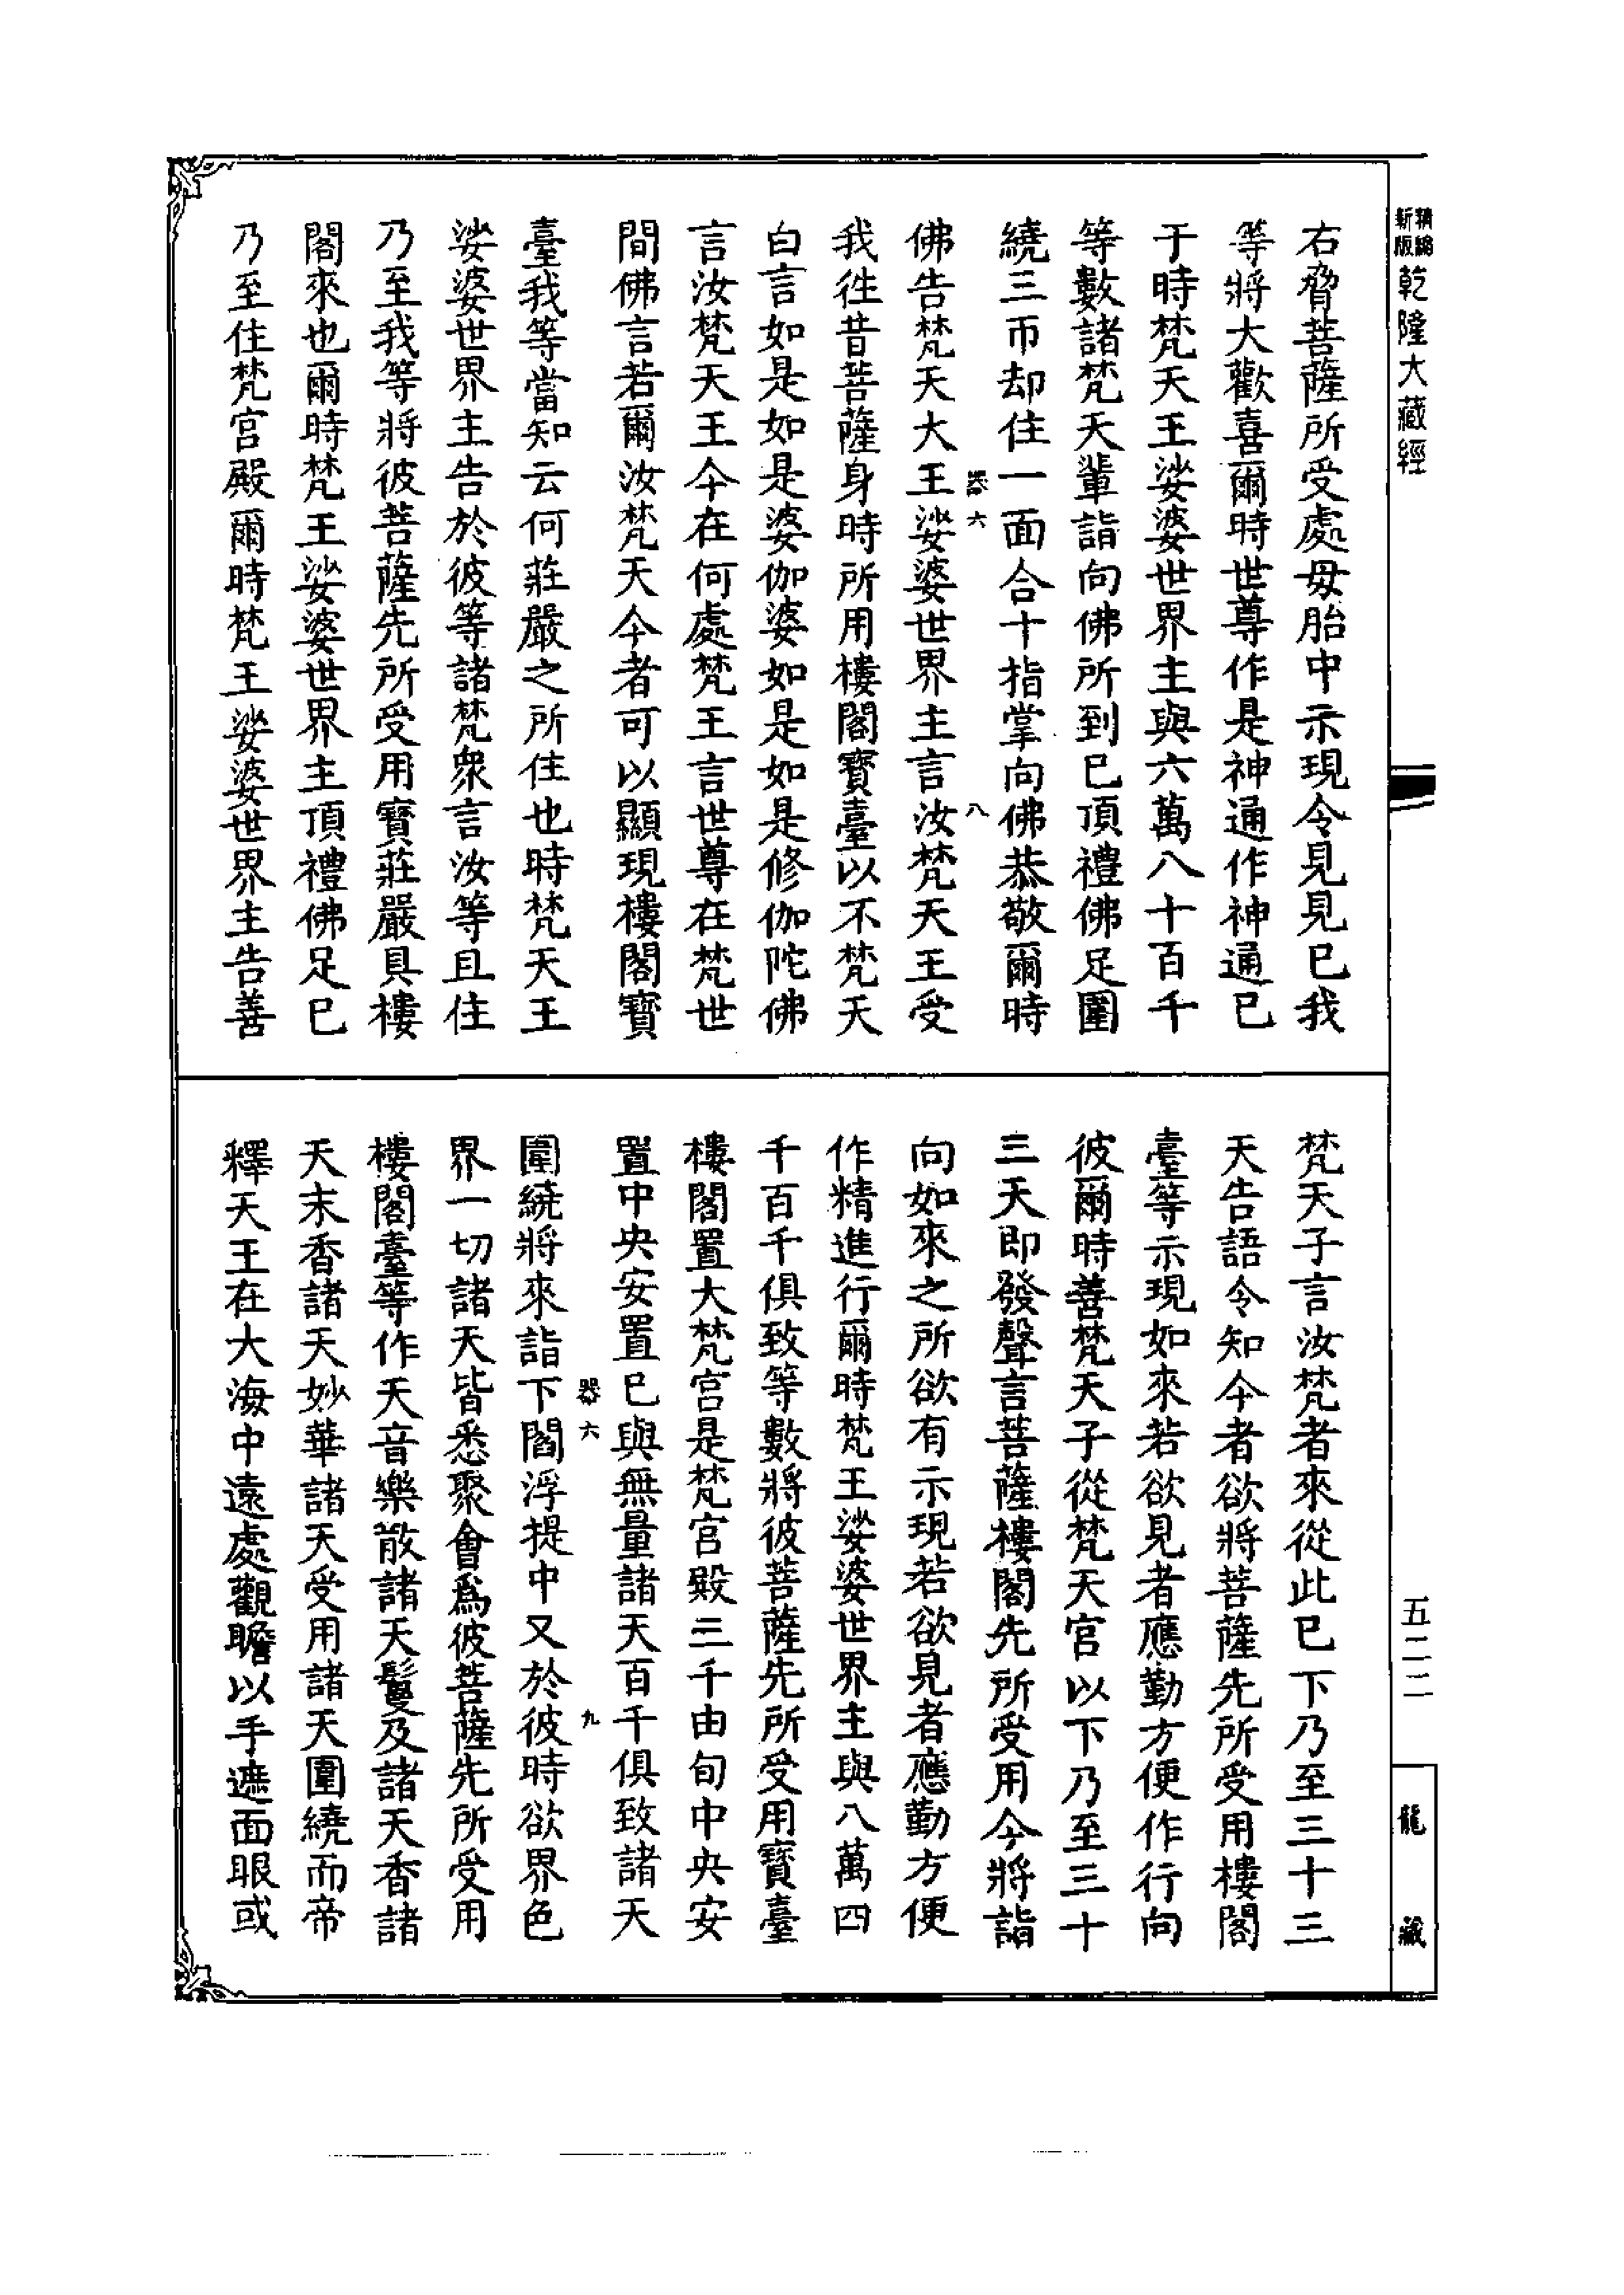 新版
精縮
乾隆大藏經
右脅菩薩所受處毋胎中示現令見見已我
等將大歡喜爾時世尊作是神通作神通已
于時梵天王娑婆世界主與六萬八十百千
等數諸梵天輩詣向佛所到已頂禮佛足圍
繞三帀却住一面合十指掌向佛恭敬爾時
器六
八
佛告梵天大王娑婆世界主言汝梵天王受
我徃昔菩薩身時所用樓閣寶臺以不梵天
白言如是如是婆伽婆如是如是修伽陀佛
言汝梵天王今在何處梵王言世尊在梵世
間佛言若爾汝梵天今者可以顯現樓閣寶
臺我等當知云何莊嚴之所住也時梵天王
娑婆世界主告於彼等諸梵衆言汝等且住
乃至我等將彼菩薩先所受用寶莊嚴具樓
閣來也爾時梵王娑婆世界主頂禮佛足已
乃至住梵宮殿爾時梵王娑婆世界主告善
梵天子言汝梵者來從此已下乃至三十三
天告語令知今者欲將菩薩先所受用樓閣
臺等示現如來若欲見者應勤方便作行向
彼爾時善梵天子從梵天宮以下乃至三十
三天即發聲言菩薩樓閣先所受用今將詣
向如來之所欲有示現若欲見者應勤方便
作精進行爾時梵王娑婆世界主與八萬四
千百千俱致等數將彼菩薩先所受用寶臺
樓閣置大梵宮是梵宮殿三千由旬中央安
置中央安置已與無量諸天百千俱致諸天
器六
九
圍繞將來詣下閻浮提中又於彼時欲界色
界一切諸天皆悉聚會爲彼菩薩先所受用
樓閣臺等作天音樂散諸天鬘及諸天香諸
天末香諸天妙華諸天受用諸天圍繞而帝
釋天王在大海中遠處觀瞻以手遮面眼或
五二二
龍藏